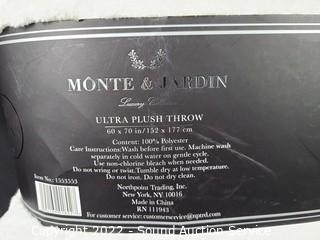 MONTE & JARDIN
Luxury Collection
ULTRA PLUSH THROW
60 x 70 in/152 x 177 cm
Content: 100% Polyester
Care Instructions:Wash before first use. Machine wash
separately in cold water on gentle cycle.
Use non-chlorine bleach when needed.
Do not wring or twist.Tumble dry at low temperature.
Do not iron. Do not dry clean.
Item No.: 1553553
Northpoint Trading, Inc.
New York, NY, 10016
Made in China
RN 111943
For customer service: customerservice@nptrd.com
Copyright 2022 - Sound Auction Service